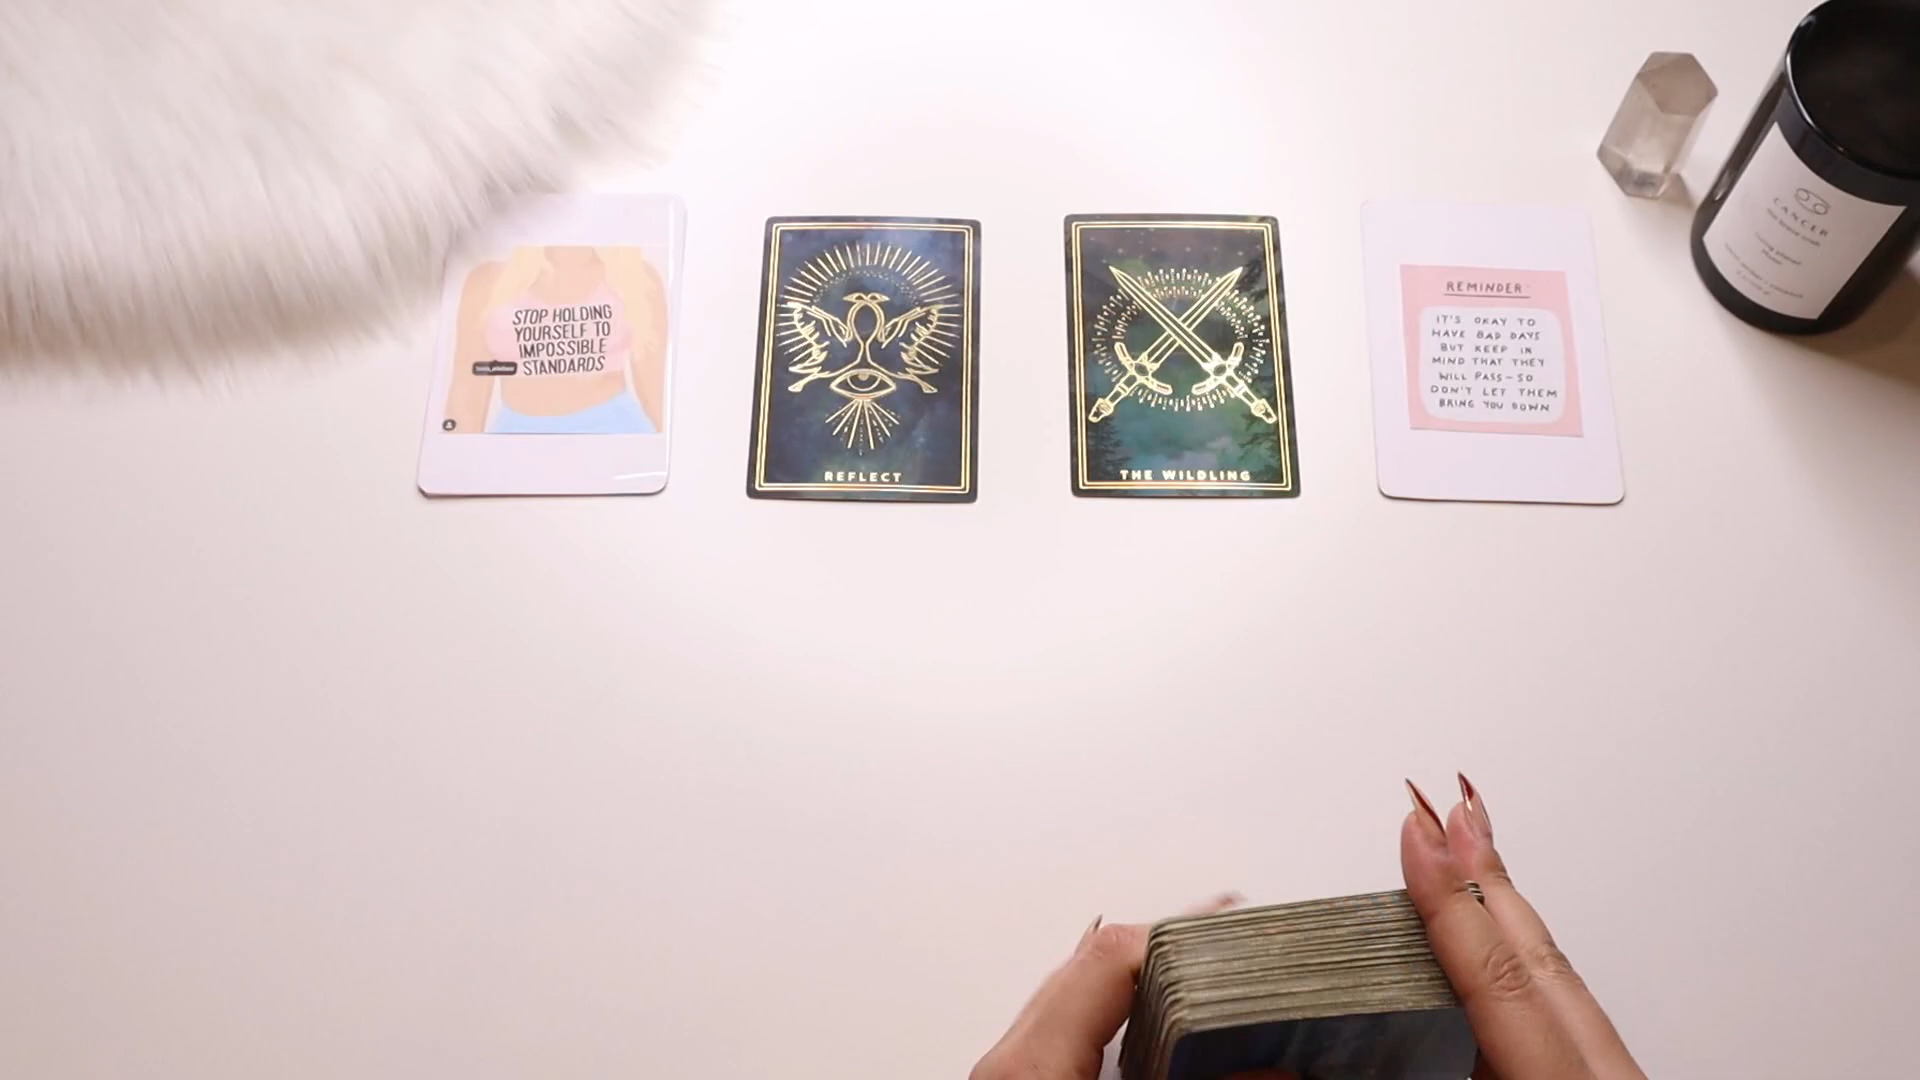 STOP HOLDING
YOURSELF TO
IMPOSSIBLE
STANDARDS
REFLECT
THE WILDLING
REMINDER
IT'S OKAY TO
HAVE BAD DAYS
BUT KEEP IN
MIND THAT THEY
WILL PASS-SO
DON'T LET THEM
BRING YOU DOWN
CANCER